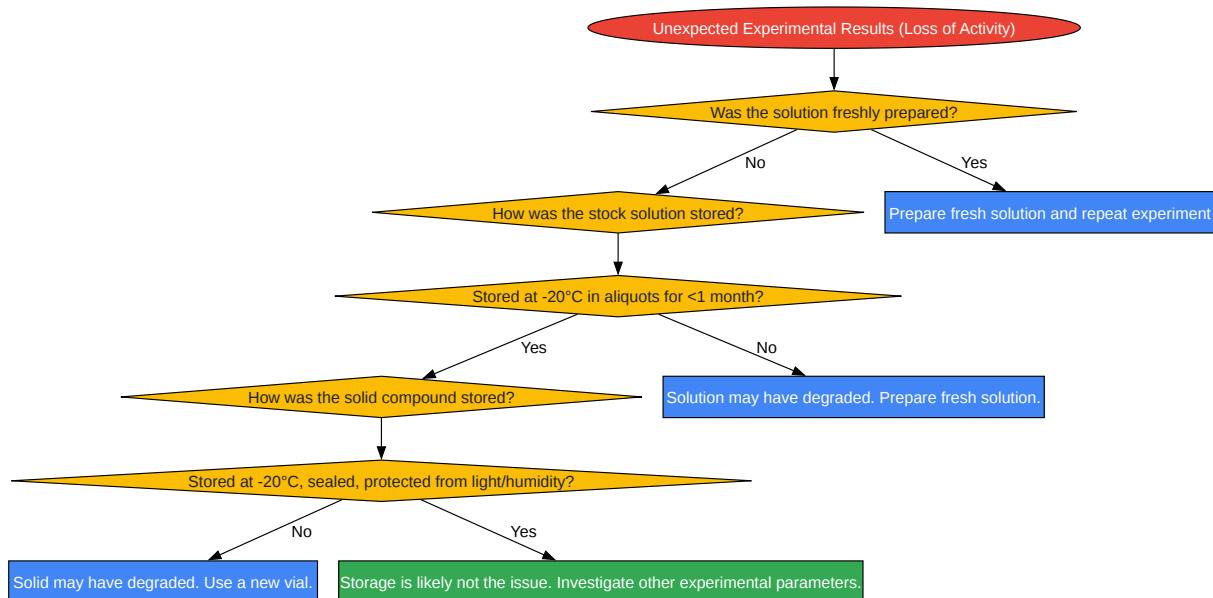 Unexpected Experimental Results (Loss of Activity)
Was the solution freshly prepared?
No
Yes
How was the stock solution stored?
Prepare fresh solution and repeat experiment
Stored at -20°C in aliquots for <1 month?
Yes
No
How was the solid compound stored?
Solution may have degraded. Prepare fresh solution.
Stored at -20°C, sealed, protected from light/humidity?
No
Yes
Solid may have degraded. Use a new vial.
Storage is likely not the issue. Investigate other experimental parameters.